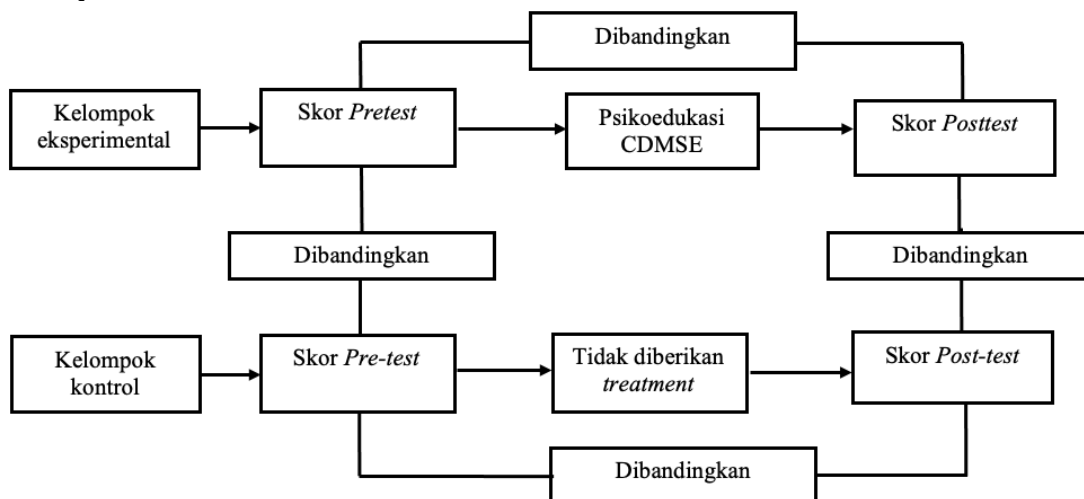 Dibandingkan
Kelompok
eksperimental
Skor Pretest
Psikoedukasi
CDMSE
Skor Posttest
Dibandingkan
Dibandingkan
Kelompok
kontrol
Skor Pre-test
Tidak diberikan
treatment
Skor Post-test
Dibandingkan